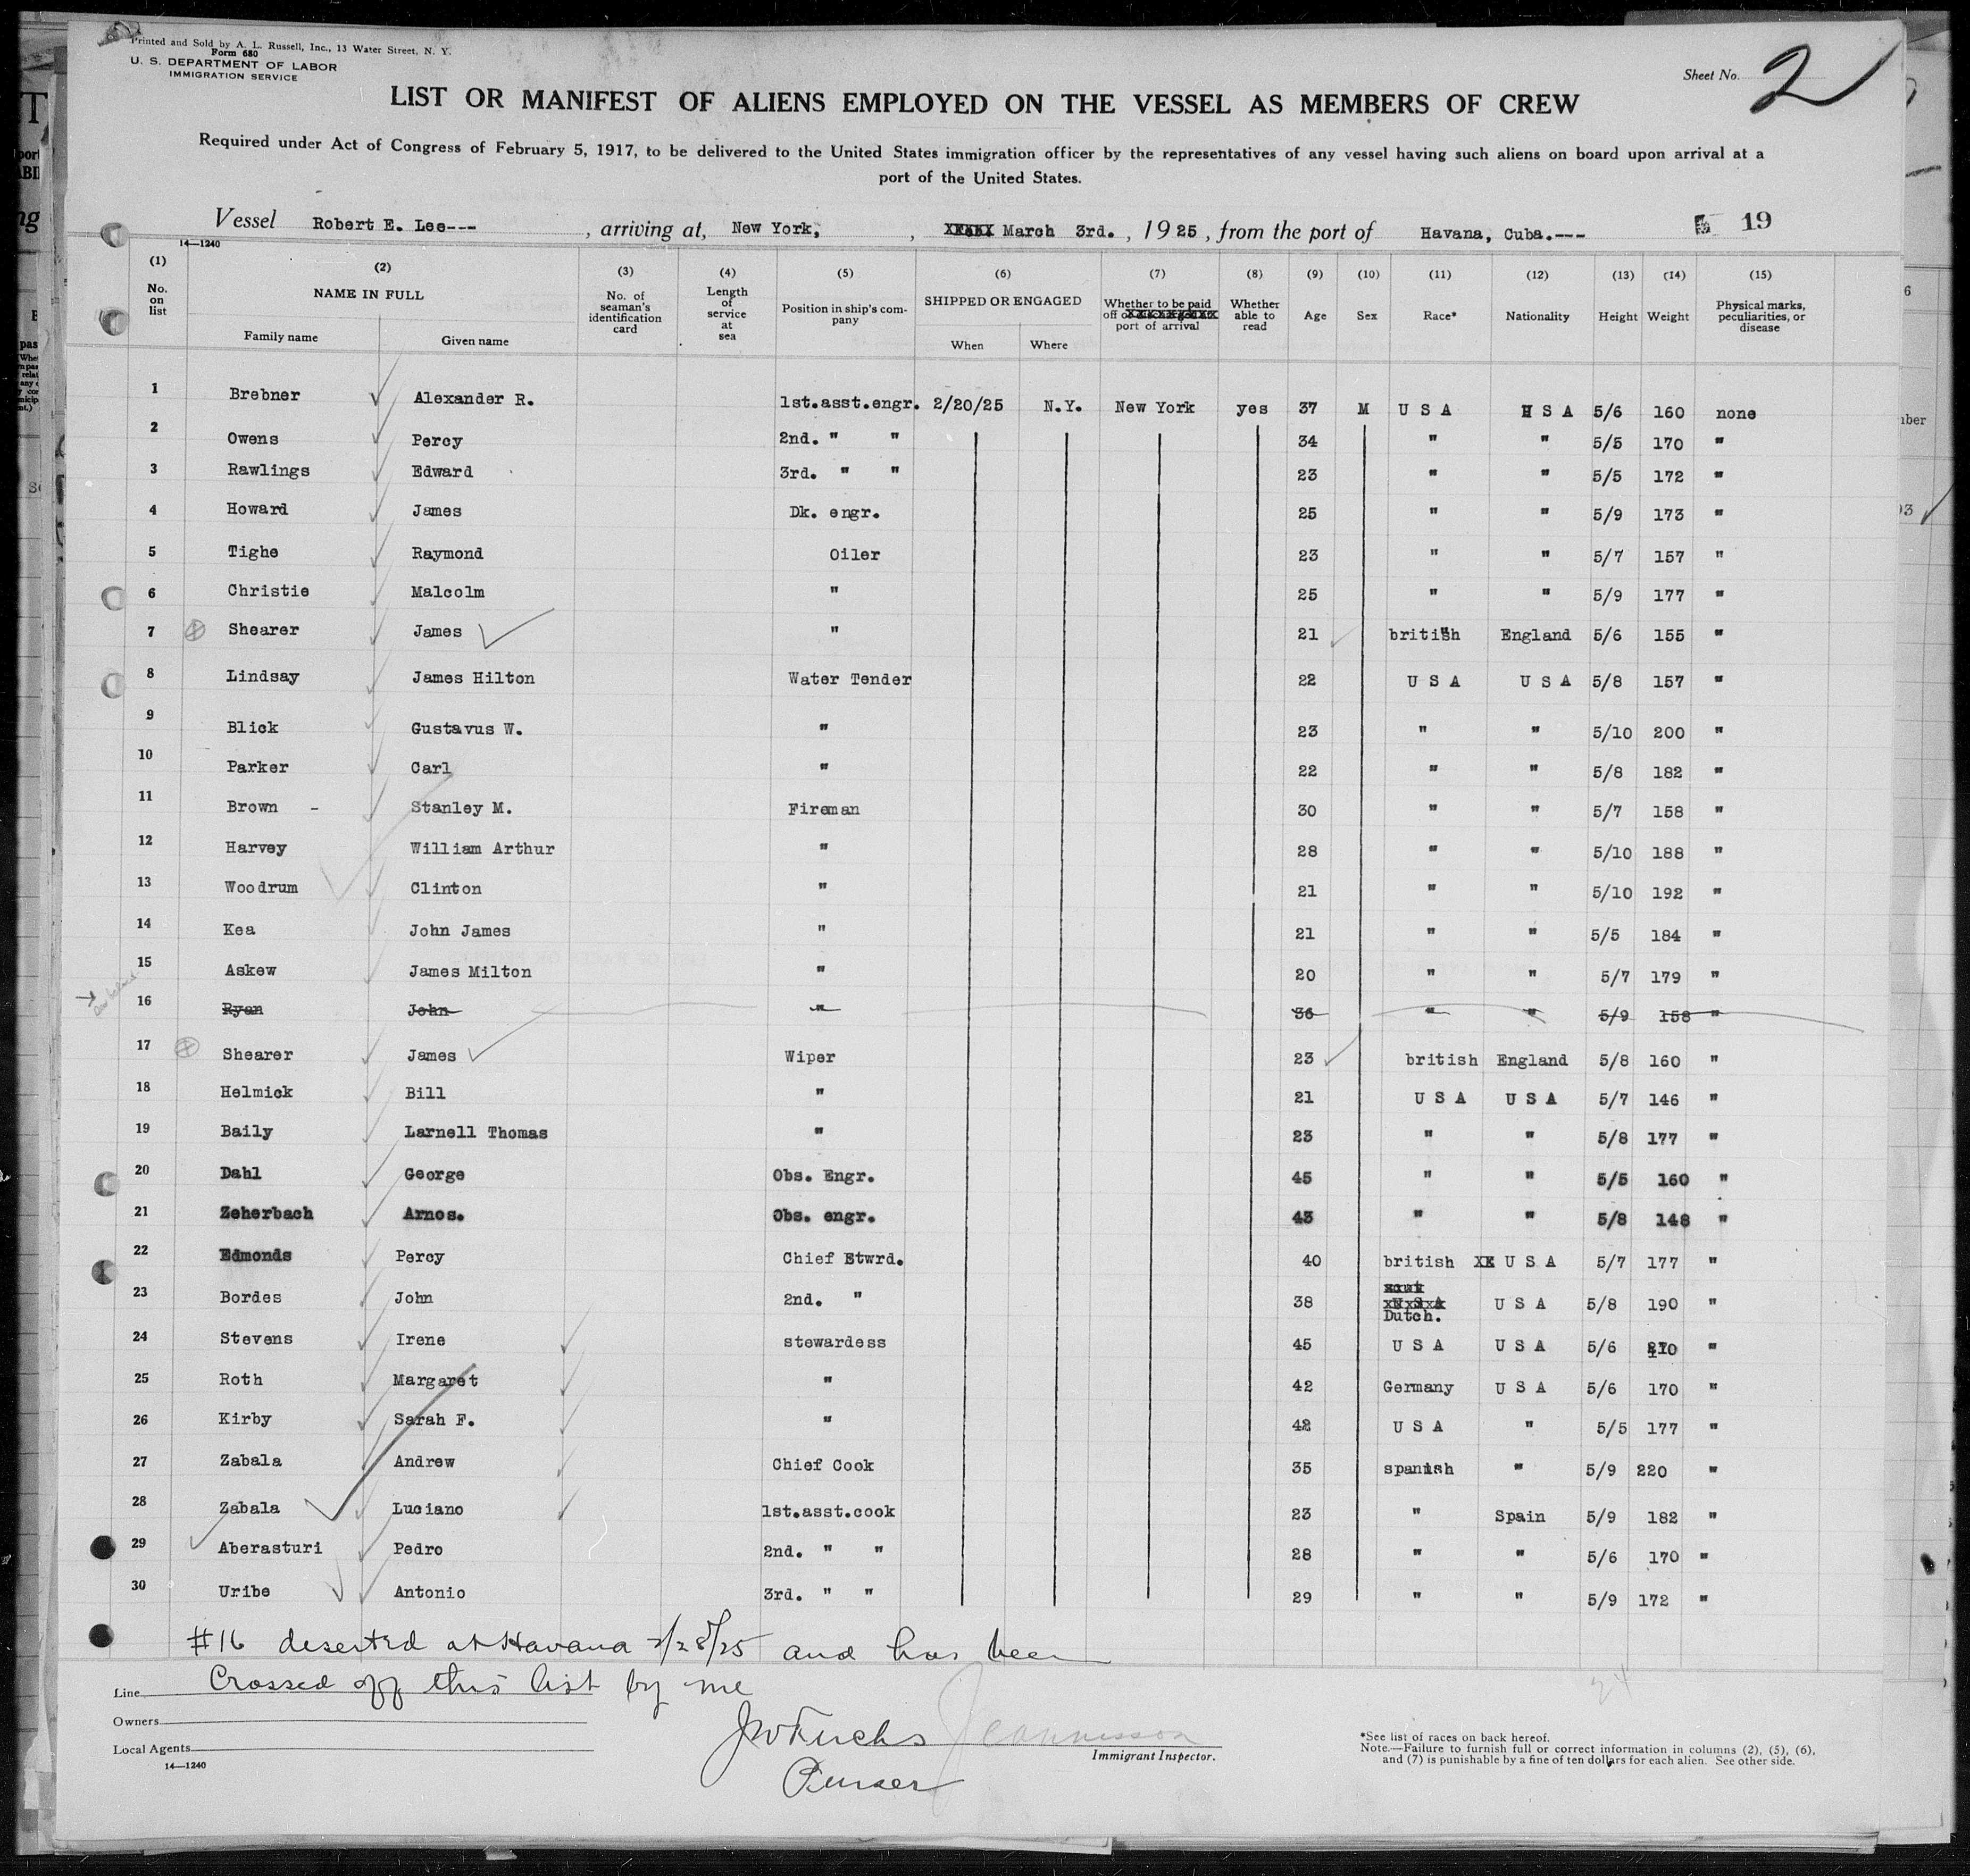 Printed and Sold by A. L. Russell, Inc., 13 Water Street, N. Y.
Form 680
U. S. DEPARTMENT OF LABOR
IMMIGRATION SERVICE
Sheet No. 2
LIST OR MANIFEST OF ALIENS EMPLOYED ON THE VESSEL AS MEMBERS OF CREW
Required under Act of Congress of February 5, 1917, to be delivered to the United States immigration officer by the representatives of any vessel having such aliens on board upon arrival at a
port of the United States.
Vessel Robert E. Lee---, arriving at, New York, , March 3rd., 1925, from the port of Havana, Cuba.--- 19
14—1240
(1) (2) (3) (4) (5) (6) (7) (8) (9) (10) (11) (12) (13) (14) (15)
No. on list NAME IN FULL Family name Given name No. of seaman's identification card Length of service at sea Position in ship's company SHIPPED OR ENGAGED When Where Whether to be paid off or port of arrival Whether able to read Age Sex Race* Nationality Height Weight Physical marks, peculiarities, or disease
1 Brebner Alexander R. 1st.asst.engr. 2/20/25 N.Y. New York yes 37 M U S A H S A 5/6 160 none
2 Owens Percy 2nd. " " 34 " " 5/5 170 "
3 Rawlings Edward 3rd. " " 23 " " 5/5 172 "
4 Howard James Dk. engr. 25 " " 5/9 173 "
5 Tighe Raymond Oiler 23 " " 5/7 157 "
6 Christie Malcolm " 25 " " 5/9 177 "
7 Shearer James " 21 british England 5/6 155 "
8 Lindsay James Hilton Water Tender 22 U S A U S A 5/8 157 "
9 Blick Gustavus W. " 23 " " 5/10 200 "
10 Parker Carl " 22 " " 5/8 182 "
11 Brown - Stanley M. Fireman 30 " " 5/7 158 "
12 Harvey William Arthur " 28 " " 5/10 188 "
13 Woodrum Clinton " 21 " " 5/10 192 "
14 Kea John James " 21 " " 5/5 184 "
15 Askew James Milton " 20 " " 5/7 179 "
16 Ryan John " 36 " " 5/9 158 "
17 Shearer James Wiper 23 british England 5/8 160 "
18 Helmick Bill " 21 U S A U S A 5/7 146 "
19 Baily Larnell Thomas " 23 " " 5/8 177 "
20 Dahl George Obs. Engr. 45 " " 5/5 160 "
21 Zeherbach Arnos. Obs. engr. 43 " " 5/8 148 "
22 Edmonds Percy Chief Stwrd. 40 british U S A 5/7 177 "
23 Bordes John 2nd. " 38 Dutch. U S A 5/8 190 "
24 Stevens Irene stewardess 45 U S A U S A 5/6 "
25 Roth Margaret " 42 Germany U S A 5/6 170 "
26 Kirby Sarah F. " 42 U S A " 5/5 177 "
27 Zabala Andrew Chief Cook 35 spanish " 5/9 220 "
28 Zabala Luciano 1st.asst.cook 23 " Spain 5/9 182 "
29 Aberasturi Pedro 2nd. " " 28 " " 5/6 170 "
30 Uribe Antonio 3rd. " " 29 " " 5/9 172 "
#16 deserted at Havana 2/28/25 and has been
Crossed off this list by me
Line
Owners
Local Agents
14—1240
JW Fuchs
Purser
Immigrant Inspector.
*See list of races on back hereof.
Note.—Failure to furnish full or correct information in columns (2), (5), (6),
and (7) is punishable by a fine of ten dollars for each alien. See other side.